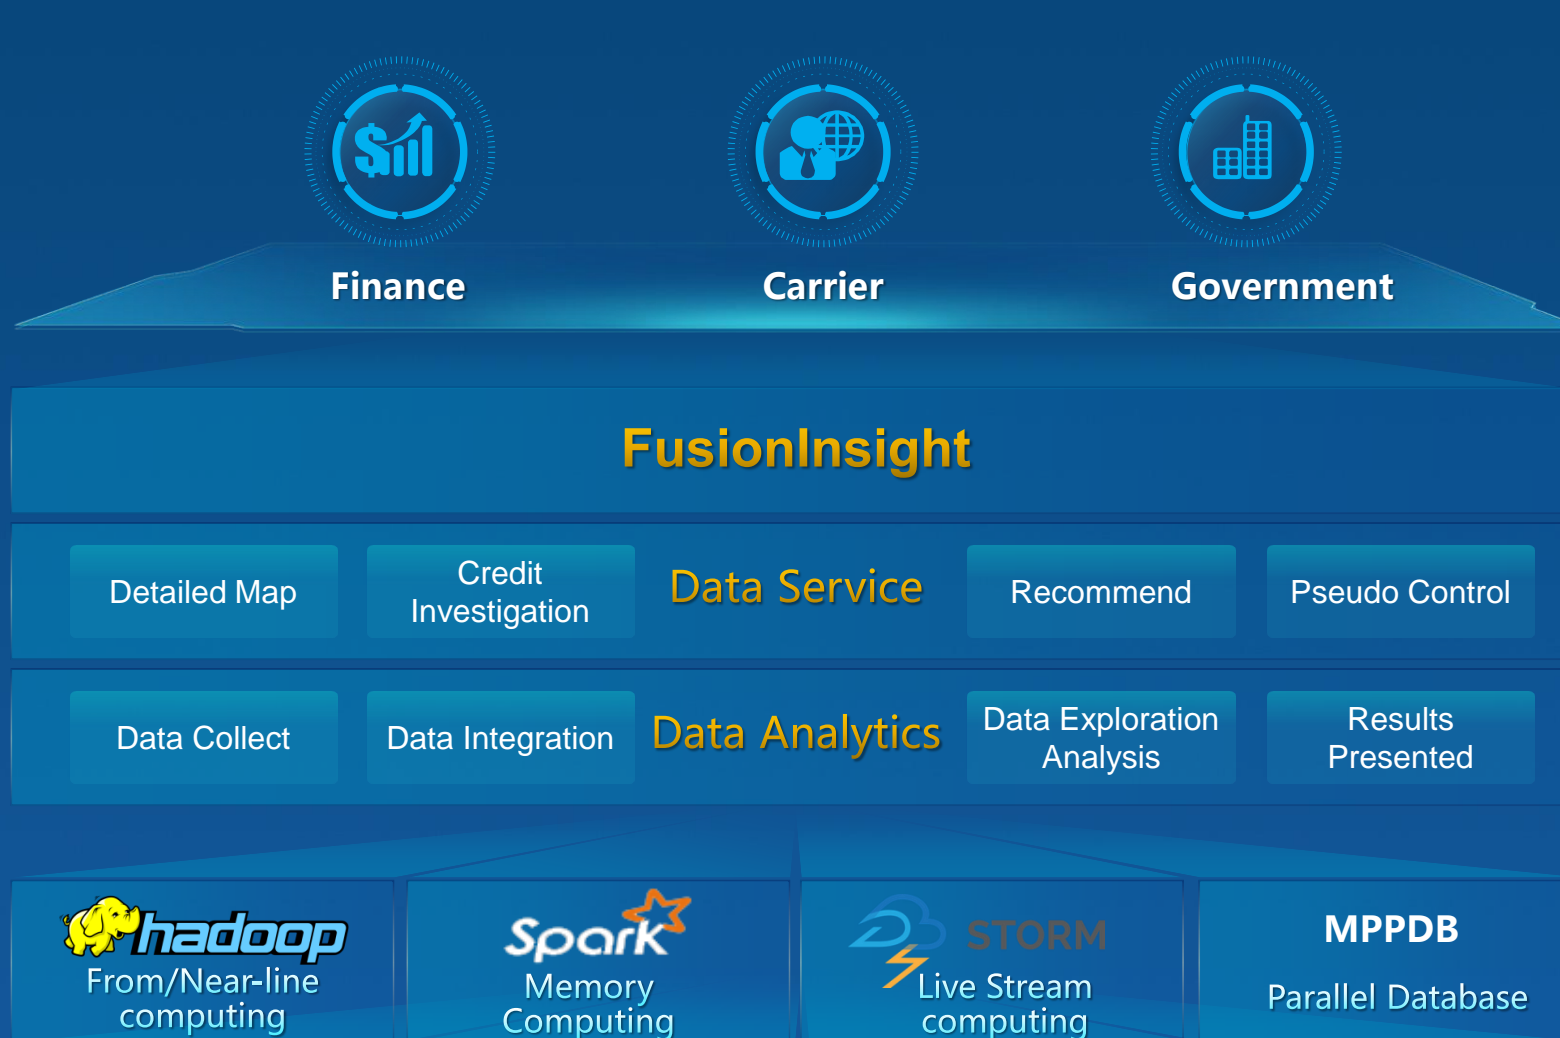 Finance
Carrier
Government
FusionInsight
Detailed Map
Credit
Investigation
Data Service
Recommend
Pseudo Control
Data Collect
Data Integration
Data Analytics
Data Exploration
Analysis
Results
Presented
hadoop
From/Near-line
computing
Spark
Memory
Computing
STORM
Live Stream
computing
MPPDB
Parallel Database